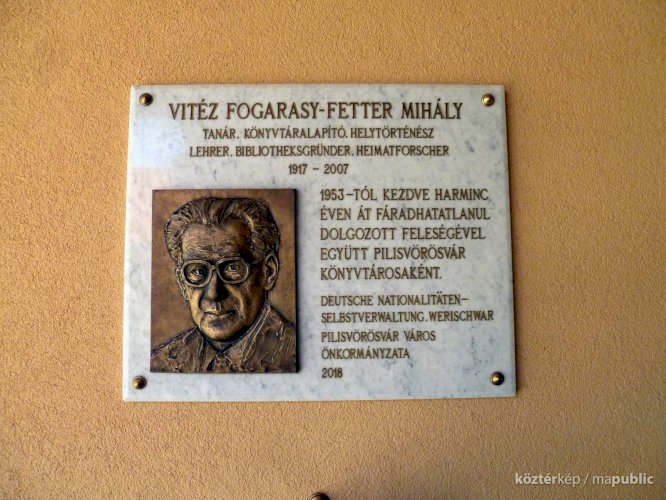 VITÉZ FOGARASY-FETTER MIHÁLY
TANÁR. KÖNYVTÁRALAPÍTÓ. HELYTÖRTÉNÉSZ
LEHRER. BIBLIOTHEKSGRÜNDER. HEIMATFORSCHER
1917 - 2007
1953-TÓL KEZDVE HARMINC
ÉVEN ÁT FÁRADHATATLANUL
DOLGOZOTT FELESÉGÉVEL
EGYÜTT PILISVÖRÖSVÁR
KÖNYVTÁROSAKÉNT.
DEUTSCHE NATIONALITÄTEN-
SELBSTVERWALTUNG. WERISCHWAR
PILISVÖRÖSVÁR VÁROS
ÖNKORMÁNYZATA
2018
köztérkép / mapublic